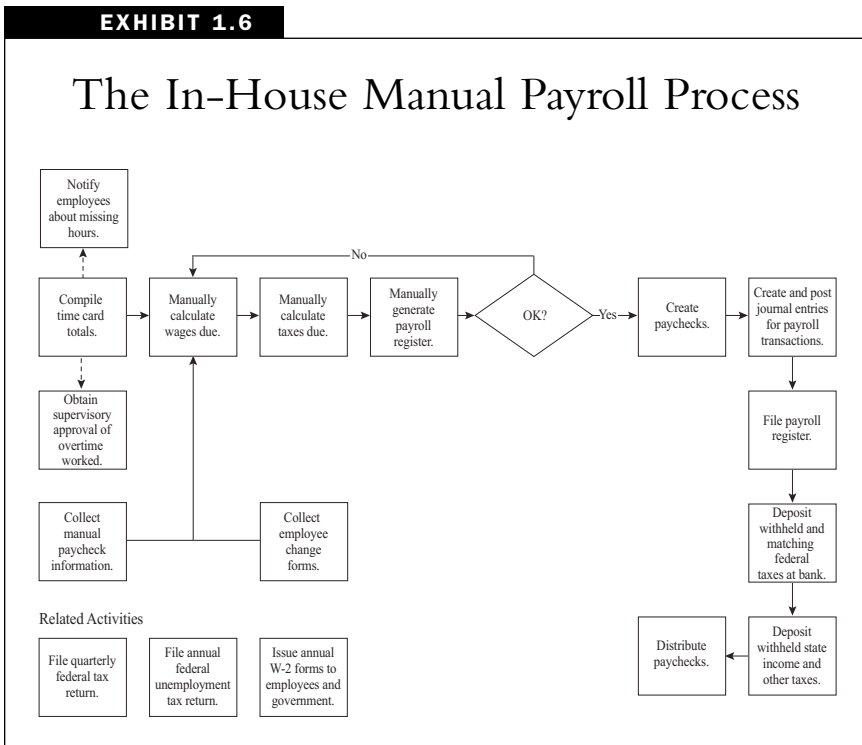 EXHIBIT 1.6
The In-House Manual Payroll Process
Notify
employees
about missing
hours.
No
Compile
time card
totals.
Manually
calculate
wages due.
Manually
calculate
taxes due.
Manually
generate
payroll
register.
OK?
Yes
Create
paychecks.
Create and post
journal entries
for payroll
transactions.
Obtain
supervisory
approval of
overtime
worked.
File payroll
register.
Collect
manual
paycheck
information.
Collect
employee
change
forms.
Deposit
withheld and
matching
federal
taxes at bank.
Related Activities
File quarterly
federal tax
return.
File annual
federal
unemployment
tax return.
Issue annual
W-2 forms to
employees and
government.
Distribute
paychecks.
Deposit
withheld state
income and
other taxes.